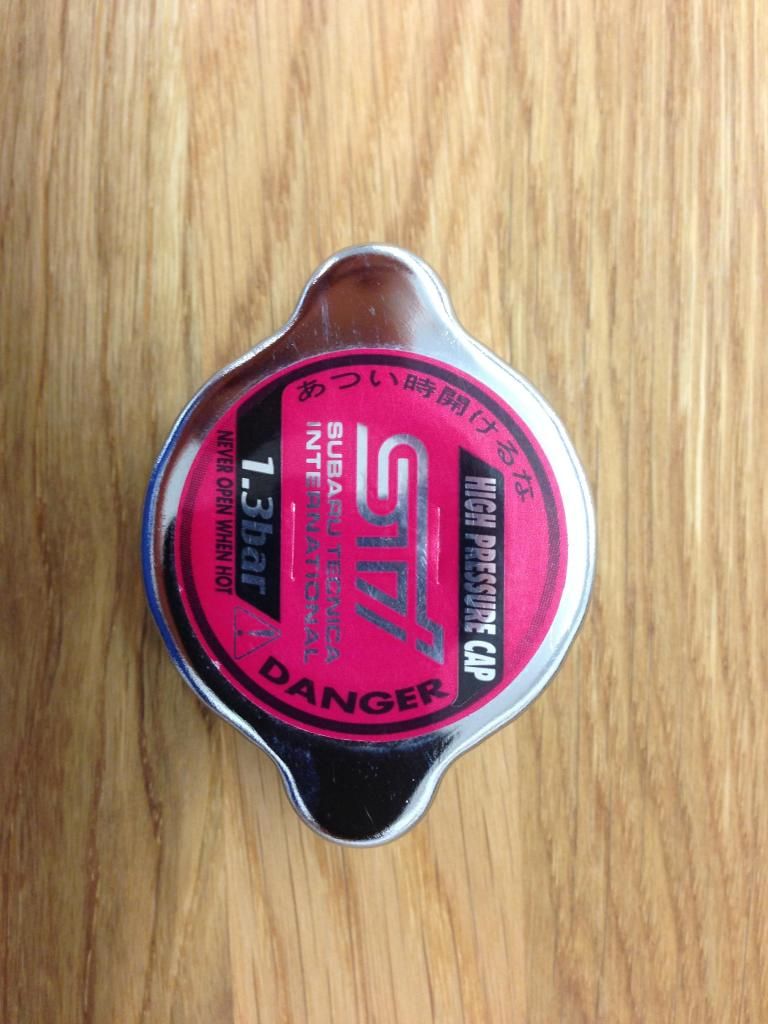 あつい時開けるな
HIGH PRESSURE CAP
STi
SUBARU TECNICA
INTERNATIONAL
1.3bar
NEVER OPEN WHEN HOT
DANGER